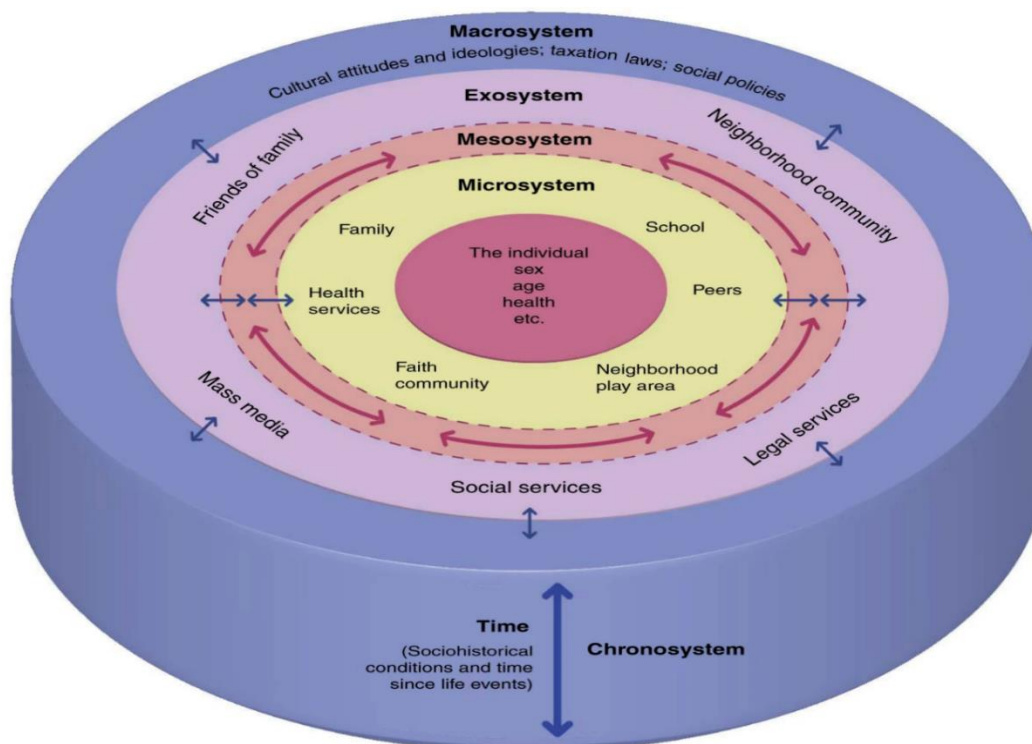 Macrosystem
Cultural attitudes and ideologies; taxation laws; social policies
Exosystem
Friends of family
Neighborhood community
Mesosystem
Microsystem
Family
School
The individual
sex
age
health
etc.
Health
services
Peers
Faith
community
Neighborhood
play area
Mass media
Legal services
Social services
Time
(Sociohistorical
conditions and time
since life events)
Chronosystem